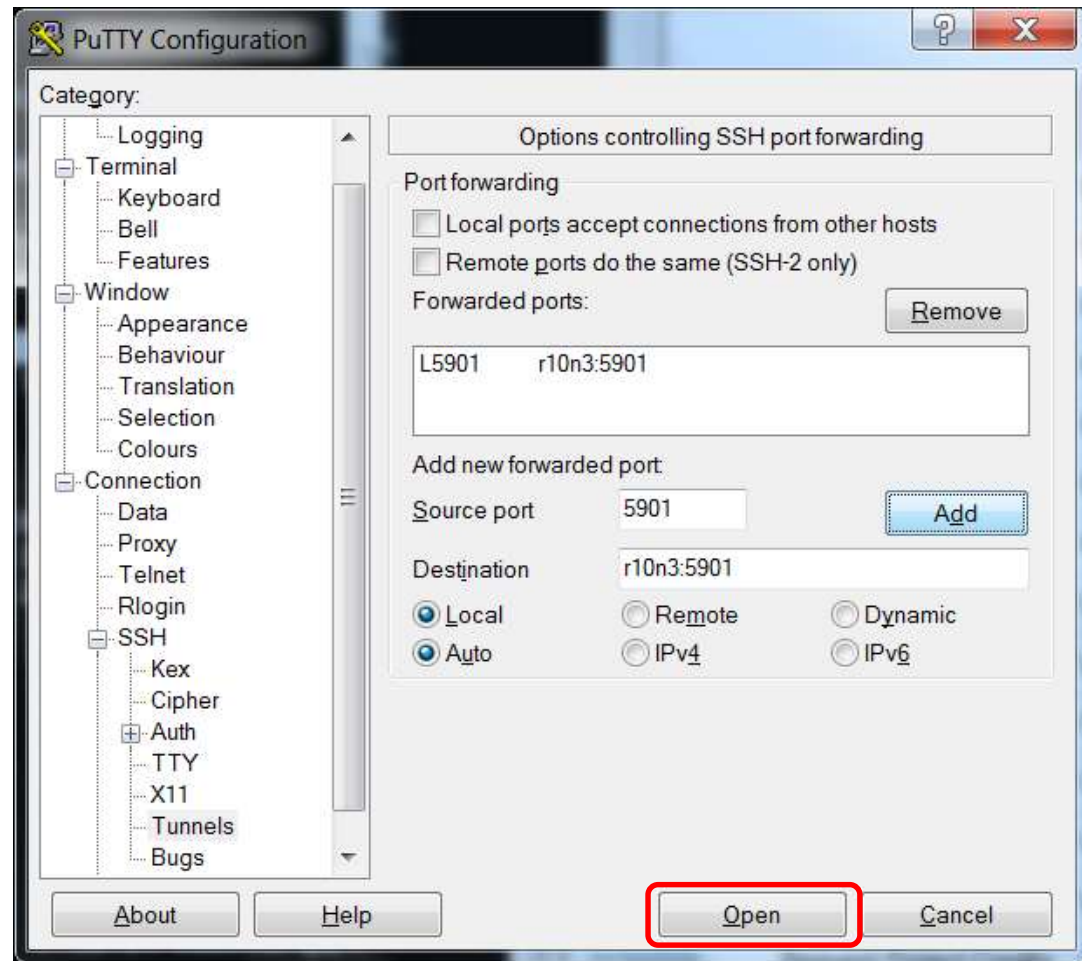 PuTTY Configuration
Category:
Logging
Terminal
Keyboard
Bell
Features
Window
Appearance
Behaviour
Translation
Selection
Colours
Connection
Data
Proxy
Telnet
Rlogin
SSH
Kex
Cipher
Auth
TTY
X11
Tunnels
Bugs
Options controlling SSH port forwarding
Port forwarding
Local ports accept connections from other hosts
Remote ports do the same (SSH-2 only)
Forwarded ports:
Remove
L5901 r10n3:5901
Add new forwarded port:
Source port 5901 Add
Destination r10n3:5901
Local Remote Dynamic
Auto IPv4 IPv6
About Help Open Cancel